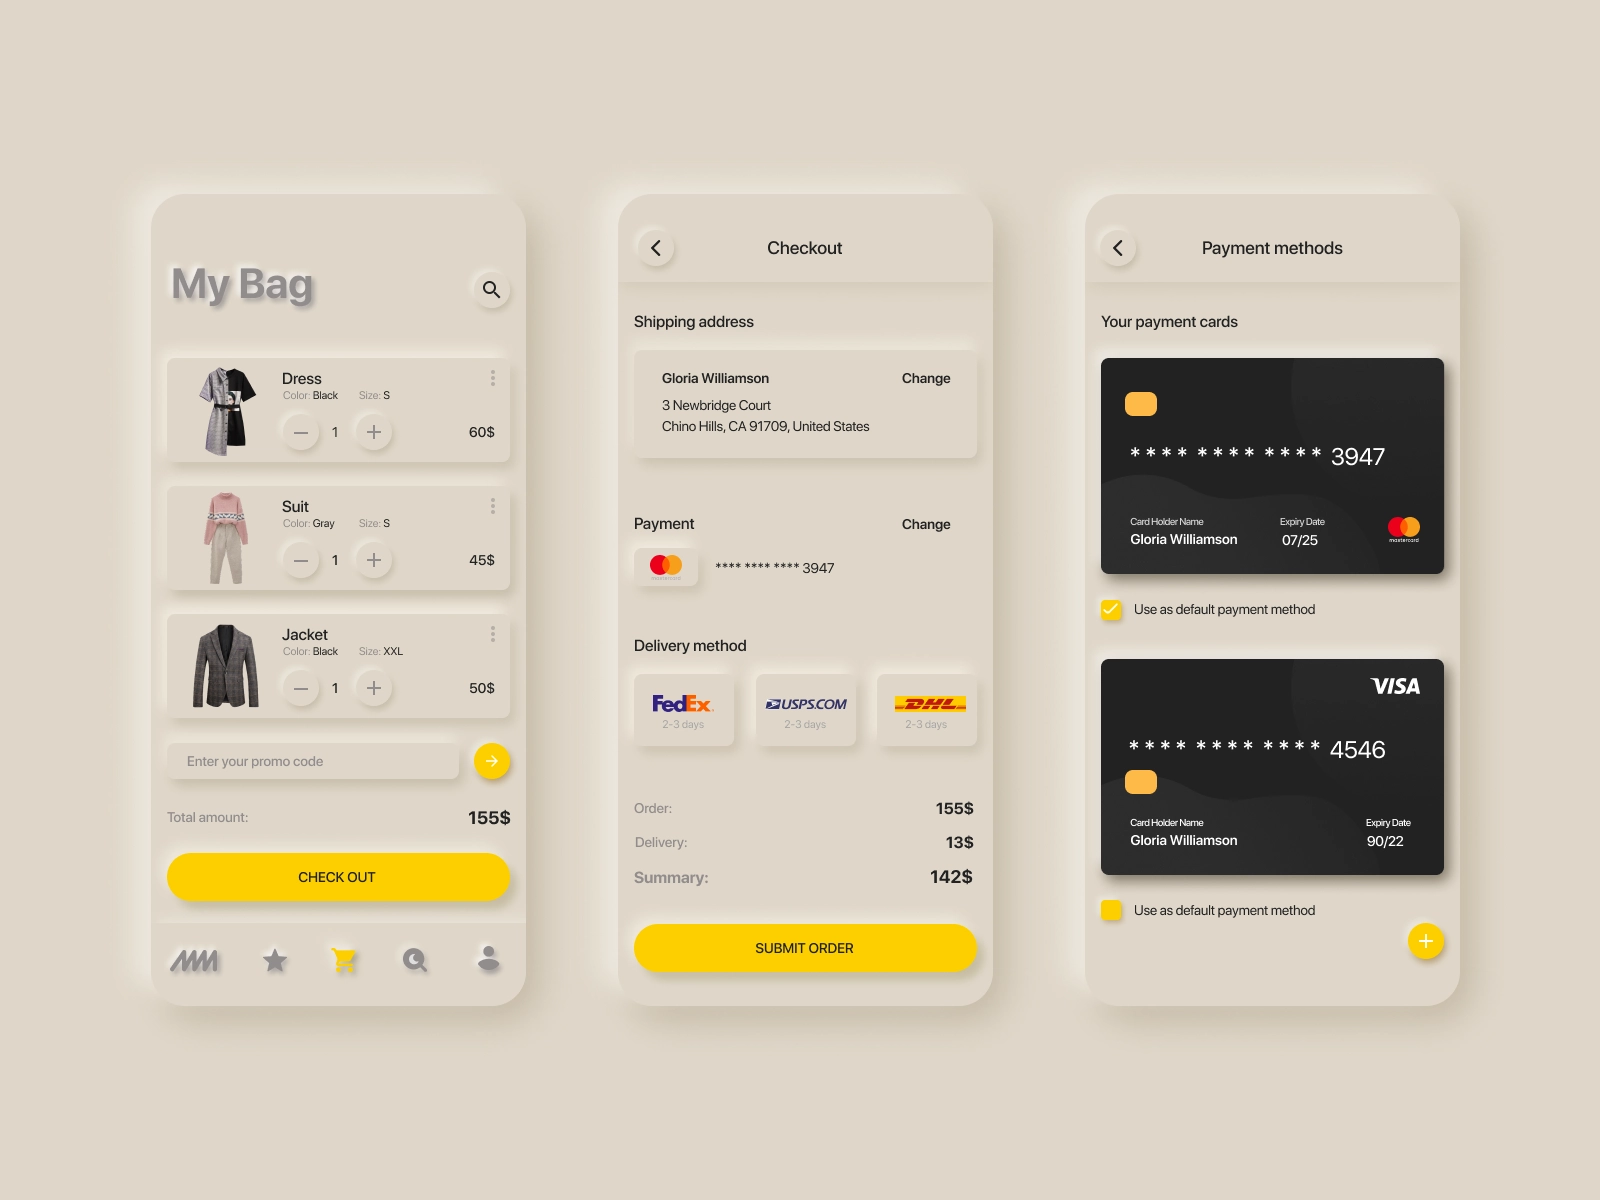 My Bag
Dress
Color: Black Size: S
1
60$
Suit
Color: Gray Size: S
1
45$
Jacket
Color: Black Size: XXL
1
50$
Enter your promo code
Total amount: 155$
CHECK OUT
Checkout
Shipping address
Gloria Williamson Change
3 Newbridge Court
Chino Hills, CA 91709, United States
Payment Change
mastercard
**** **** **** 3947
Delivery method
FedEx
2-3 days
USPS.COM
2-3 days
DHL
2-3 days
Order: 155$
Delivery: 13$
Summary: 142$
SUBMIT ORDER
Payment methods
Your payment cards
**** **** **** 3947
Card Holder Name Expiry Date
Gloria Williamson 07/25
mastercard
Use as default payment method
VISA
**** **** **** 4546
Card Holder Name Expiry Date
Gloria Williamson 90/22
Use as default payment method